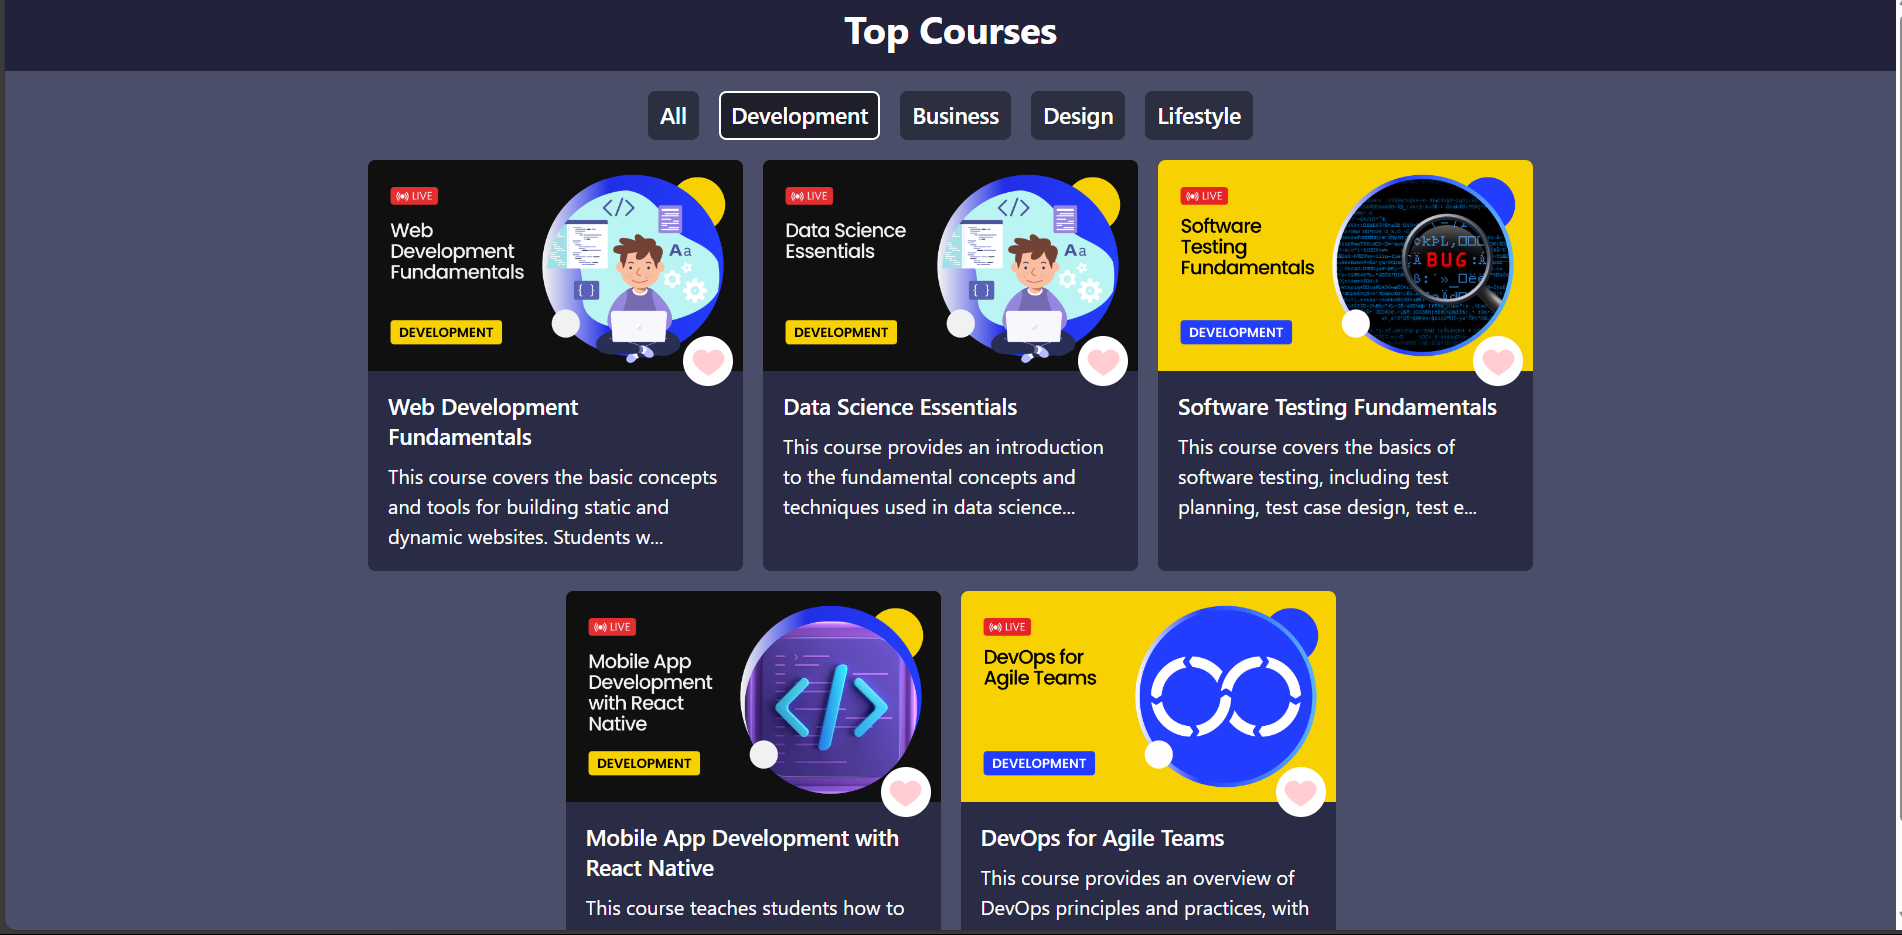 Top Courses
All
Development
Business
Design
Lifestyle
LIVE
Web
Development
Fundamentals
DEVELOPMENT
Aa
Web Development
Fundamentals
This course covers the basic concepts
and tools for building static and
dynamic websites. Students w...
LIVE
Data Science
Essentials
DEVELOPMENT
Aa
Data Science Essentials
This course provides an introduction
to the fundamental concepts and
techniques used in data science...
LIVE
Software
Testing
Fundamentals
DEVELOPMENT
BUG
Software Testing Fundamentals
This course covers the basics of
software testing, including test
planning, test case design, test e...
LIVE
Mobile App
Development
with React
Native
DEVELOPMENT
Mobile App Development with
React Native
This course teaches students how to
LIVE
DevOps for
Agile Teams
DEVELOPMENT
DevOps for Agile Teams
This course provides an overview of
DevOps principles and practices, with